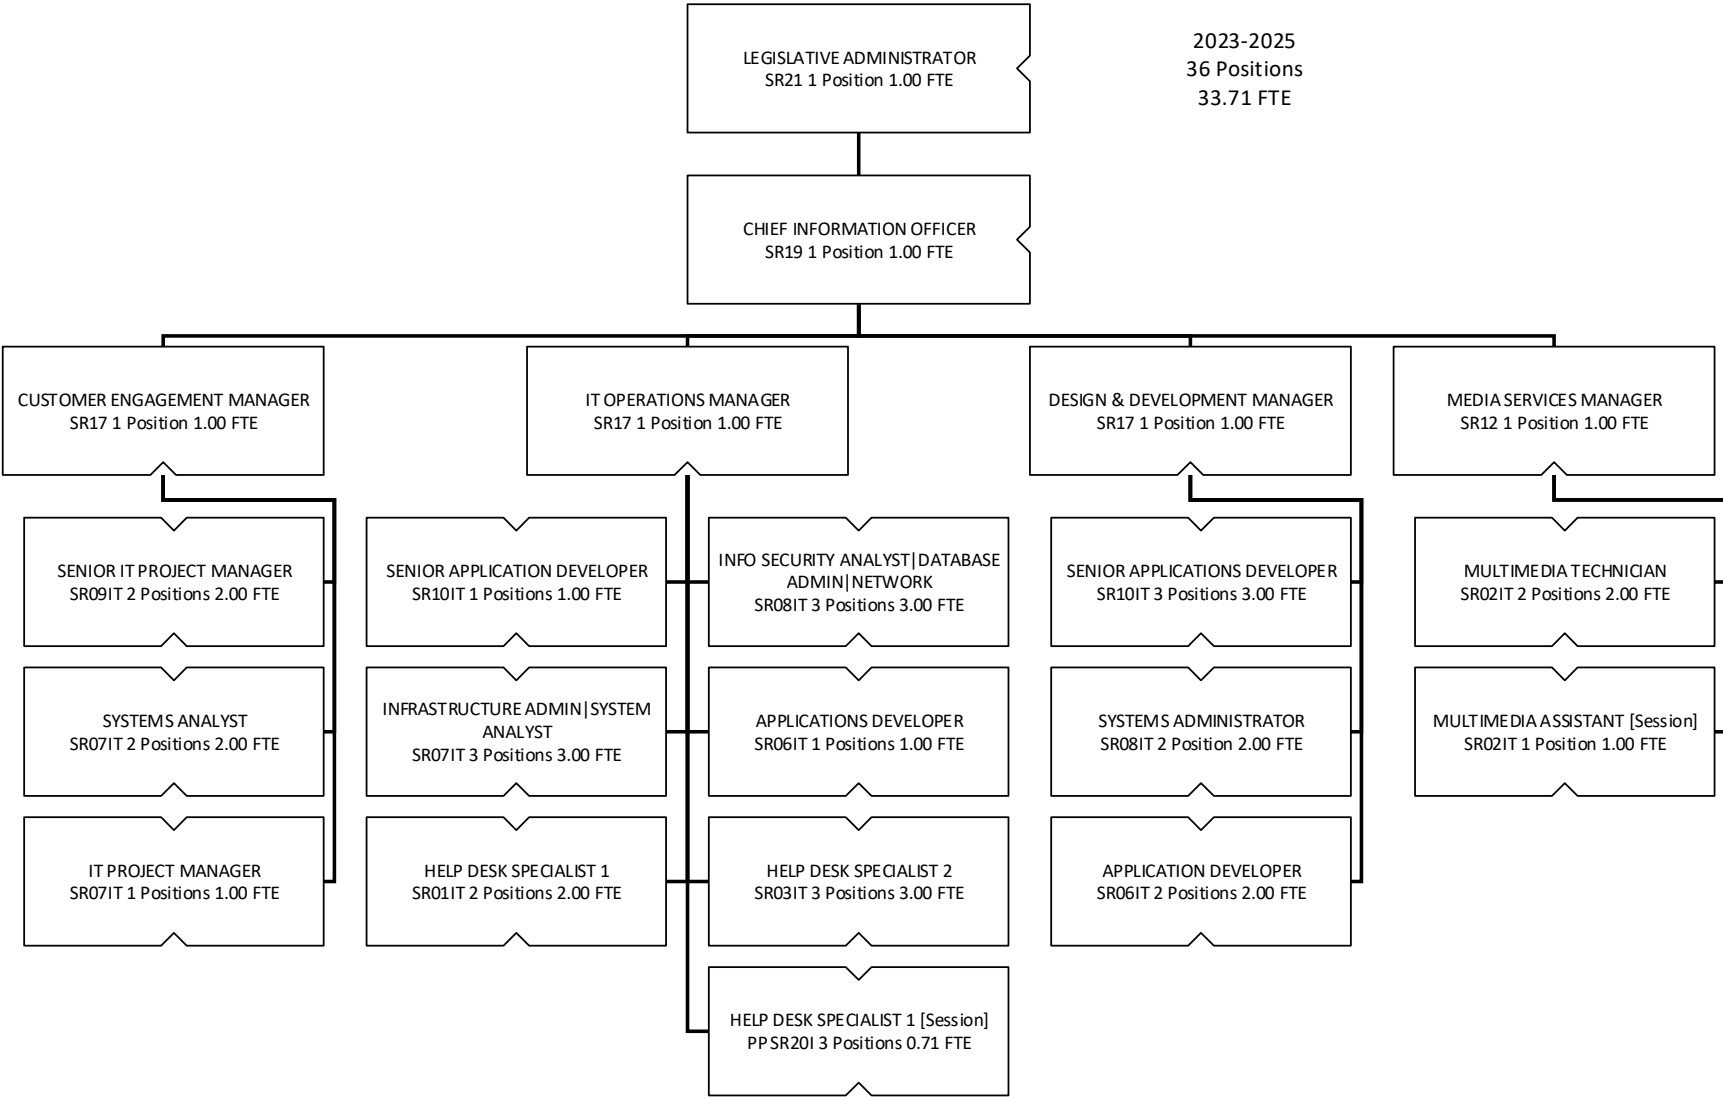 LEGISLATIVE ADMINISTRATOR
SR21 1 Position 1.00 FTE
2023-2025
36 Positions
33.71 FTE
CHIEF INFORMATION OFFICER
SR19 1 Position 1.00 FTE
CUSTOMER ENGAGEMENT MANAGER
SR17 1 Position 1.00 FTE
IT OPERATIONS MANAGER
SR17 1 Position 1.00 FTE
DESIGN & DEVELOPMENT MANAGER
SR17 1 Position 1.00 FTE
MEDIA SERVICES MANAGER
SR12 1 Position 1.00 FTE
SENIOR IT PROJECT MANAGER
SR09IT 2 Positions 2.00 FTE
SENIOR APPLICATION DEVELOPER
SR10IT 1 Positions 1.00 FTE
INFO SECURITY ANALYST|DATABASE
ADMIN|NETWORK
SR08IT 3 Positions 3.00 FTE
SENIOR APPLICATIONS DEVELOPER
SR10IT 3 Positions 3.00 FTE
MULTIMEDIA TECHNICIAN
SR02IT 2 Positions 2.00 FTE
SYSTEMS ANALYST
SR07IT 2 Positions 2.00 FTE
INFRASTRUCTURE ADMIN|SYSTEM
ANALYST
SR07IT 3 Positions 3.00 FTE
APPLICATIONS DEVELOPER
SR06IT 1 Positions 1.00 FTE
SYSTEMS ADMINISTRATOR
SR08IT 2 Position 2.00 FTE
MULTIMEDIA ASSISTANT [Session]
SR02IT 1 Position 1.00 FTE
IT PROJECT MANAGER
SR07IT 1 Positions 1.00 FTE
HELP DESK SPECIALIST 1
SR01IT 2 Positions 2.00 FTE
HELP DESK SPECIALIST 2
SR03IT 3 Positions 3.00 FTE
APPLICATION DEVELOPER
SR06IT 2 Positions 2.00 FTE
HELP DESK SPECIALIST 1 [Session]
PPSR20I 3 Positions 0.71 FTE